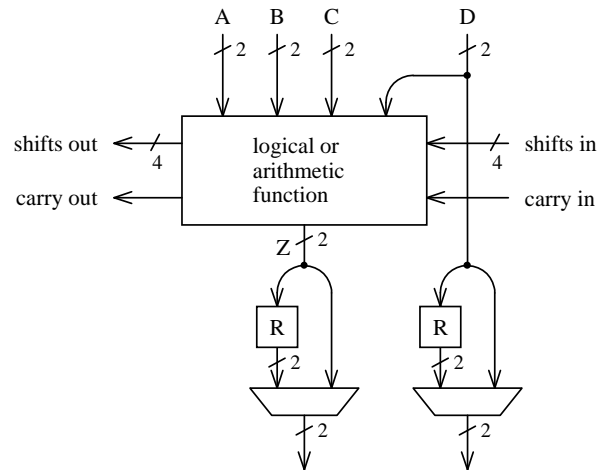 A B C D
2 2 2 2
shifts out 4 logical or arithmetic function 4 shifts in
carry out carry in
Z 2
R R
2 2
2 2